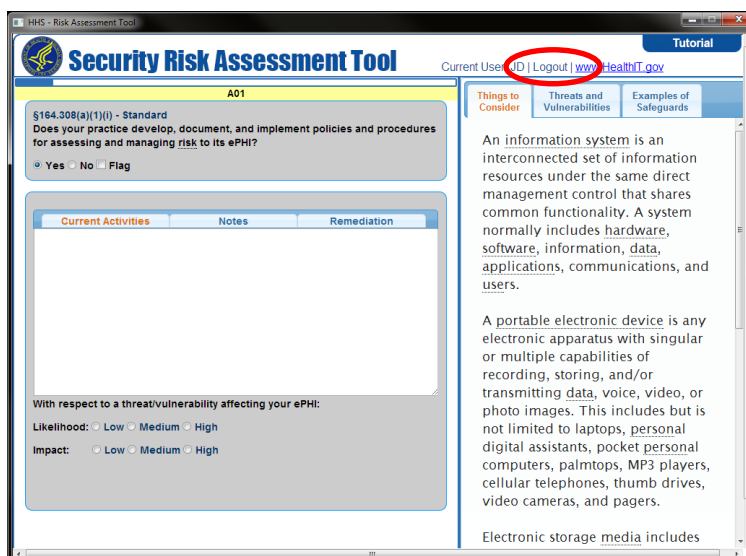 HHS - Risk Assessment Tool
Tutorial
Security Risk Assessment Tool
Current User: JD | Logout | www.HealthIT.gov
A01
§164.308(a)(1)(i) - Standard
Does your practice develop, document, and implement policies and procedures
for assessing and managing risk to its ePHI?
Yes No Flag
Current Activities Notes Remediation
With respect to a threat/vulnerability affecting your ePHI:
Likelihood: Low Medium High
Impact: Low Medium High
Things to Consider
Threats and Vulnerabilities
Examples of Safeguards
An information system is an
interconnected set of information
resources under the same direct
management control that shares
common functionality. A system
normally includes hardware,
software, information, data,
applications, communications, and
users.
A portable electronic device is any
electronic apparatus with singular
or multiple capabilities of
recording, storing, and/or
transmitting data, voice, video, or
photo images. This includes but is
not limited to laptops, personal
digital assistants, pocket personal
computers, palmtops, MP3 players,
cellular telephones, thumb drives,
video cameras, and pagers.
Electronic storage media includes